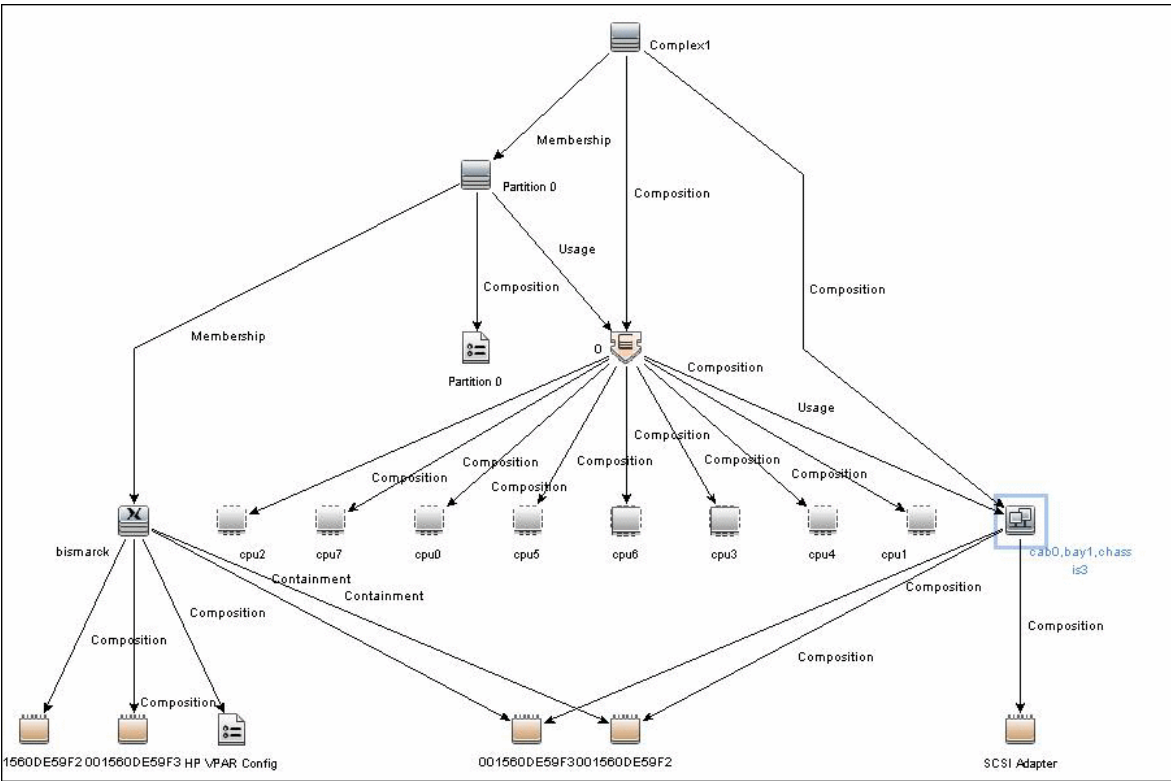 Complex1
Membership
Partition 0
Composition
Usage
Composition
Composition
Membership
0
Composition
Partition 0
Usage
Composition
Composition
Composition
Composition
Composition
Composition
Composition
cpu2
cpu7
cpu0
cpu5
cpu6
cpu3
cpu4
cpu1
bismarck
cab0,bay1,chass
is3
Containment
Containment
Composition
Composition
Composition
Composition
Composition
Composition
1560DE59F2
001560DE59F3
HP VPAR Config
001560DE59F3
001560DE59F2
SCSI Adapter